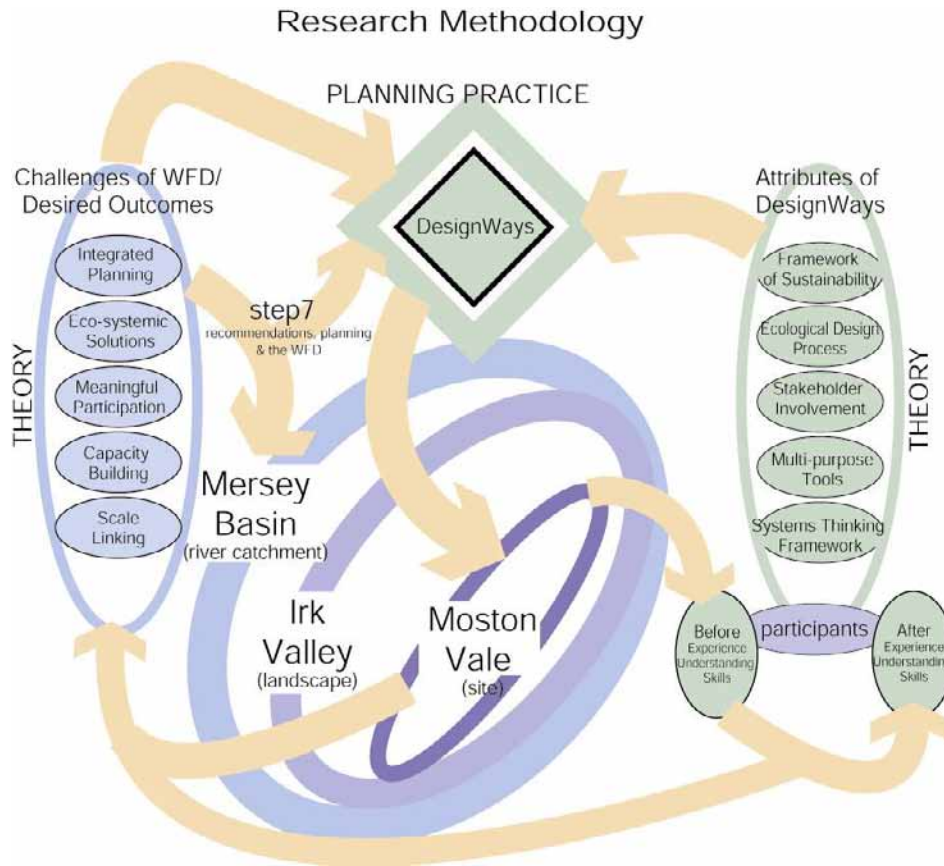 Research Methodology
PLANNING PRACTICE
DesignWays
Challenges of WFD/
Desired Outcomes
Integrated
Planning
Eco-systemic
Solutions
Meaningful
Participation
Capacity
Building
Scale
Linking
THEORY
step7
recommendations, planning
& the WFD
Attributes of
DesignWays
Framework
of Sustainability
Ecological Design
Process
Stakeholder
Involvement
Multi-purpose
Tools
Systems Thinking
Framework
THEORY
Mersey
Basin
(river catchment)
Irk
Valley
(landscape)
Moston
Vale
(site)
Before
Experience
Understanding
Skills
participants
After
Experience
Understanding
Skills